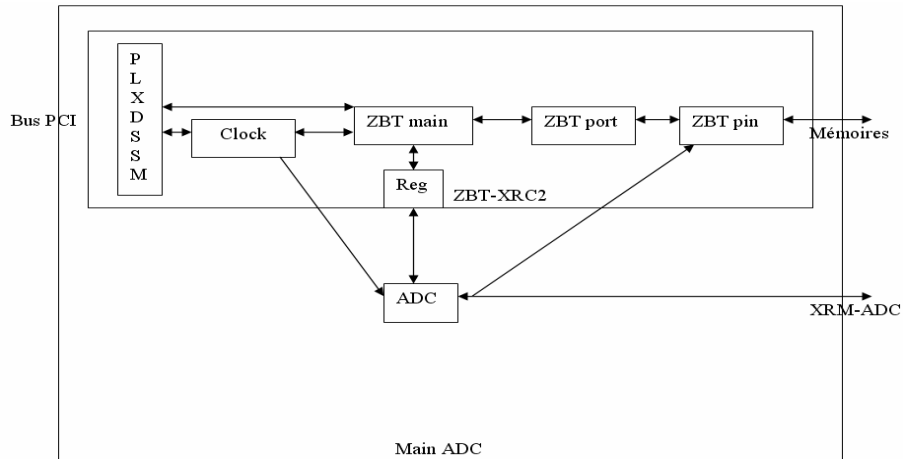 P
L
X
D
S
S
M
Bus PCI
Clock
ZBT main
ZBT port
ZBT pin
Mémoires
Reg
ZBT-XRC2
ADC
XRM-ADC
Main ADC